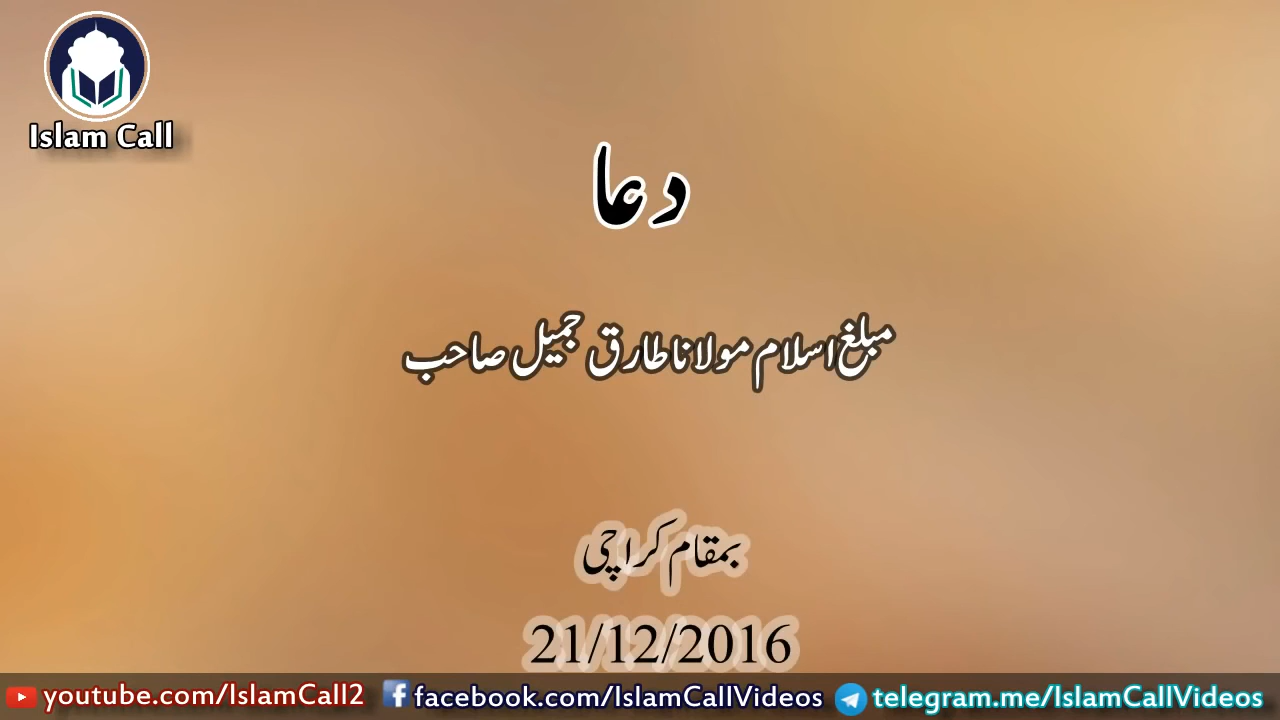 Islam Call
دعا
مبلغ اسلام مولانا طارق جمیل صاحب
بمقام کراچی
21/12/2016
youtube.com/IslamCall2 facebook.com/IslamCallVideos telegram.me/IslamCallVideos